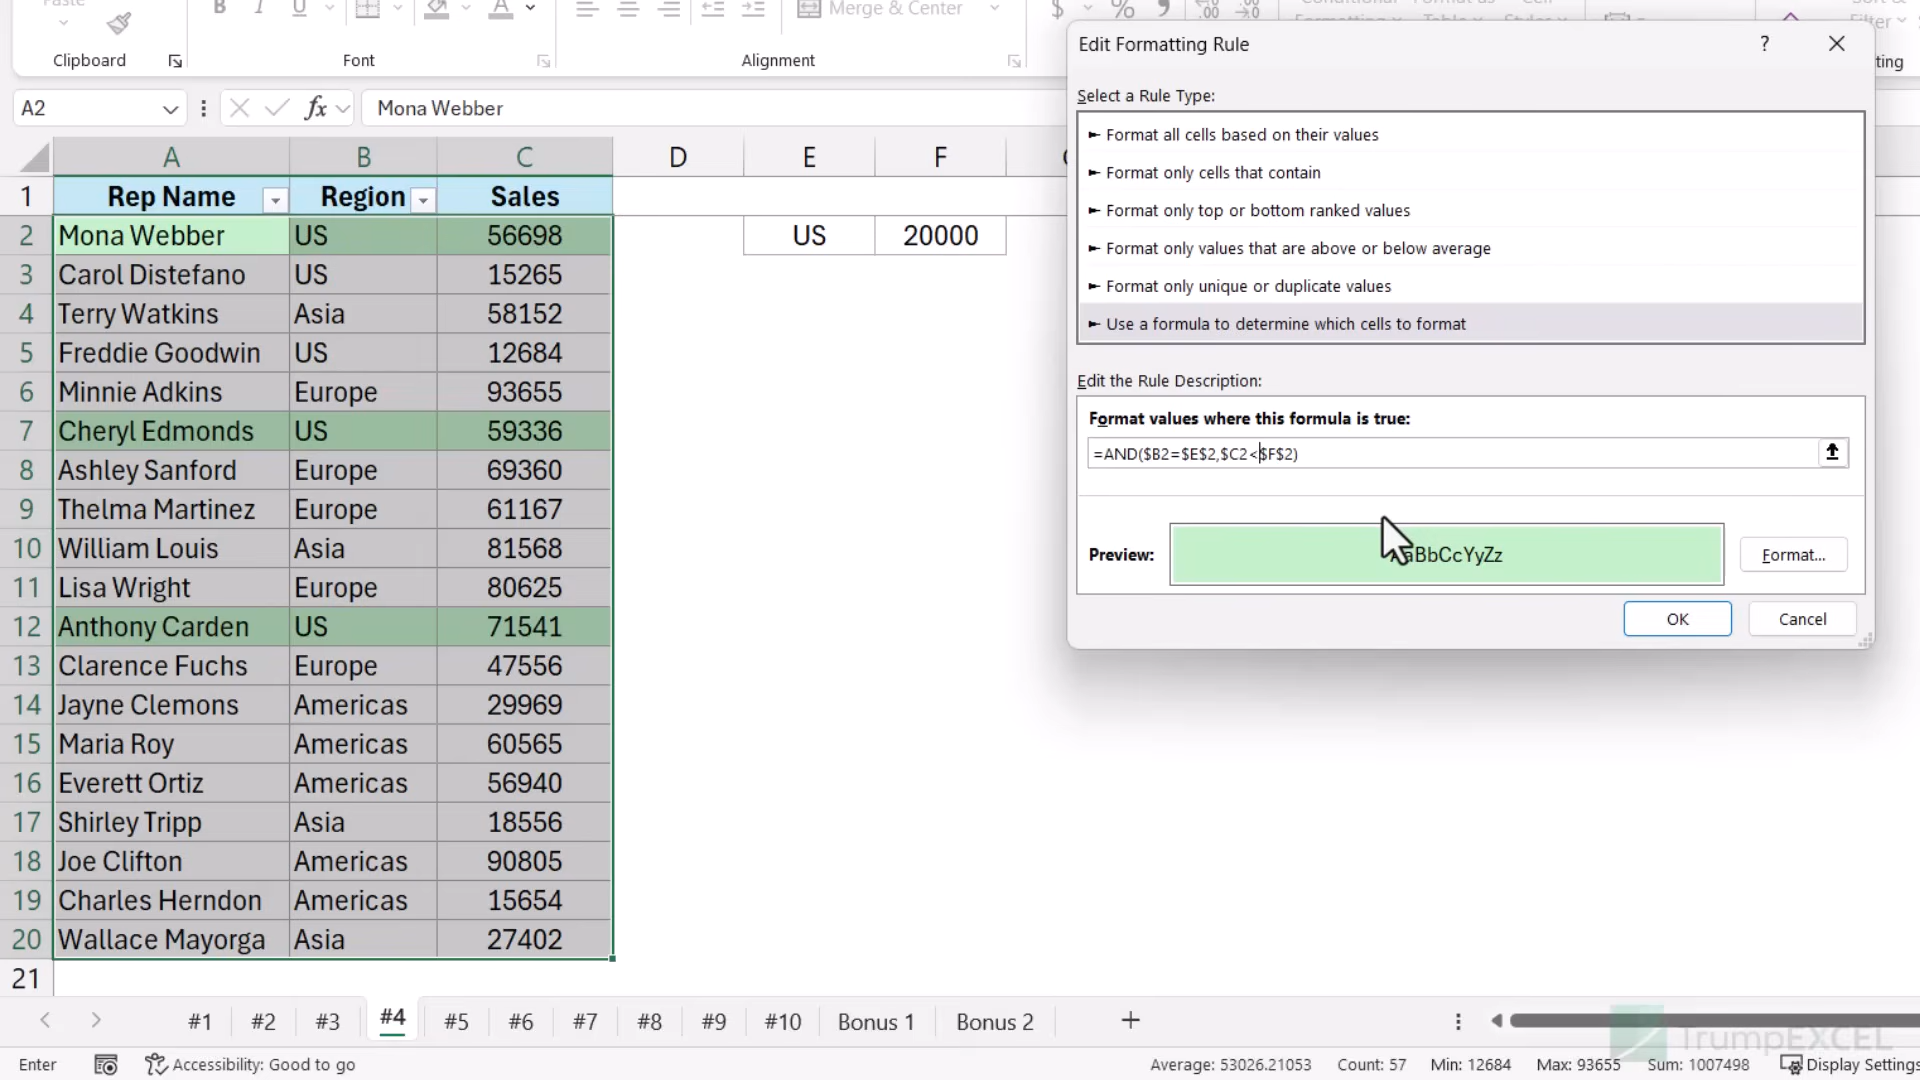 Paste
B I U A Merge & Center $ % 9 .00
Formatting Table Styles Filter
Clipboard Font Alignment
A2 fx Mona Webber
A B C D E F
1 Rep Name Region Sales
2 Mona Webber US 56698 US 20000
3 Carol Distefano US 15265
4 Terry Watkins Asia 58152
5 Freddie Goodwin US 12684
6 Minnie Adkins Europe 93655
7 Cheryl Edmonds US 59336
8 Ashley Sanford Europe 69360
9 Thelma Martinez Europe 61167
10 William Louis Asia 81568
11 Lisa Wright Europe 80625
12 Anthony Carden US 71541
13 Clarence Fuchs Europe 47556
14 Jayne Clemons Americas 29969
15 Maria Roy Americas 60565
16 Everett Ortiz Americas 56940
17 Shirley Tripp Asia 18556
18 Joe Clifton Americas 90805
19 Charles Herndon Americas 15654
20 Wallace Mayorga Asia 27402
21
Edit Formatting Rule ?
Select a Rule Type:
► Format all cells based on their values
► Format only cells that contain
► Format only top or bottom ranked values
► Format only values that are above or below average
► Format only unique or duplicate values
► Use a formula to determine which cells to format
Edit the Rule Description:
Format values where this formula is true:
=AND($B2=$E$2,$C2<$F$2)
Preview: AaBbCcYyZz Format...
OK Cancel
#1 #2 #3 #4 #5 #6 #7 #8 #9 #10 Bonus 1 Bonus 2 +
TrumpEXCEL
Enter Accessibility: Good to go Average: 53026.21053 Count: 57 Min: 12684 Max: 93655 Sum: 1007498 Display Settings